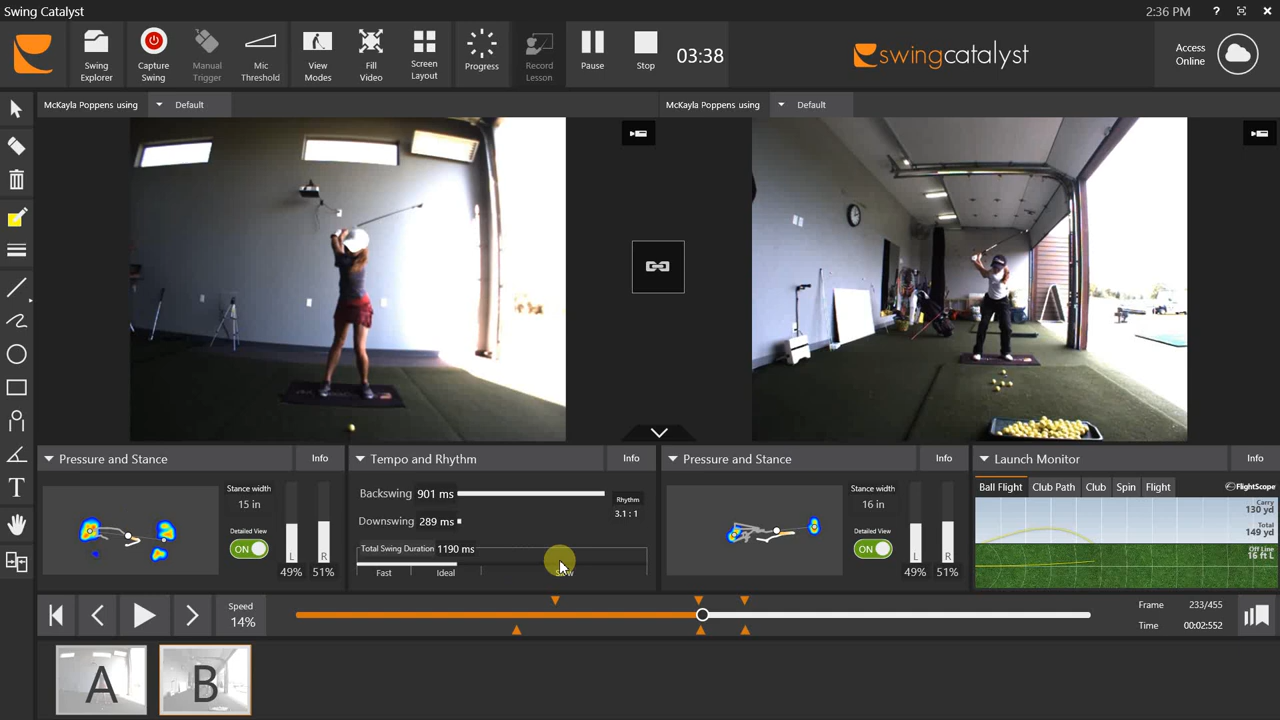 Swing Catalyst
2:36 PM
?
Swing Explorer
Capture Swing
Manual Trigger
Mic Threshold
View Modes
Fill Video
Screen Layout
Progress
Record Lesson
Pause
Stop
03:38
swingcatalyst
Access Online
McKayla Poppens using
Default
McKayla Poppens using
Default
Pressure and Stance
Info
Stance width
15 in
Detailed View
ON
L
R
49%
51%
Tempo and Rhythm
Info
Backswing 901 ms
Downswing 289 ms
Rhythm
3.1 : 1
Total Swing Duration 1190 ms
Fast
Ideal
Slow
Pressure and Stance
Info
Stance width
16 in
Detailed View
ON
L
R
49%
51%
Launch Monitor
Info
Ball Flight
Club Path
Club
Spin
Flight
FlightScope
Carry
130 yd
Total
149 yd
Off Line
16 ft L
Speed
14%
Frame 233/455
Time 00:02:552
T
A
B